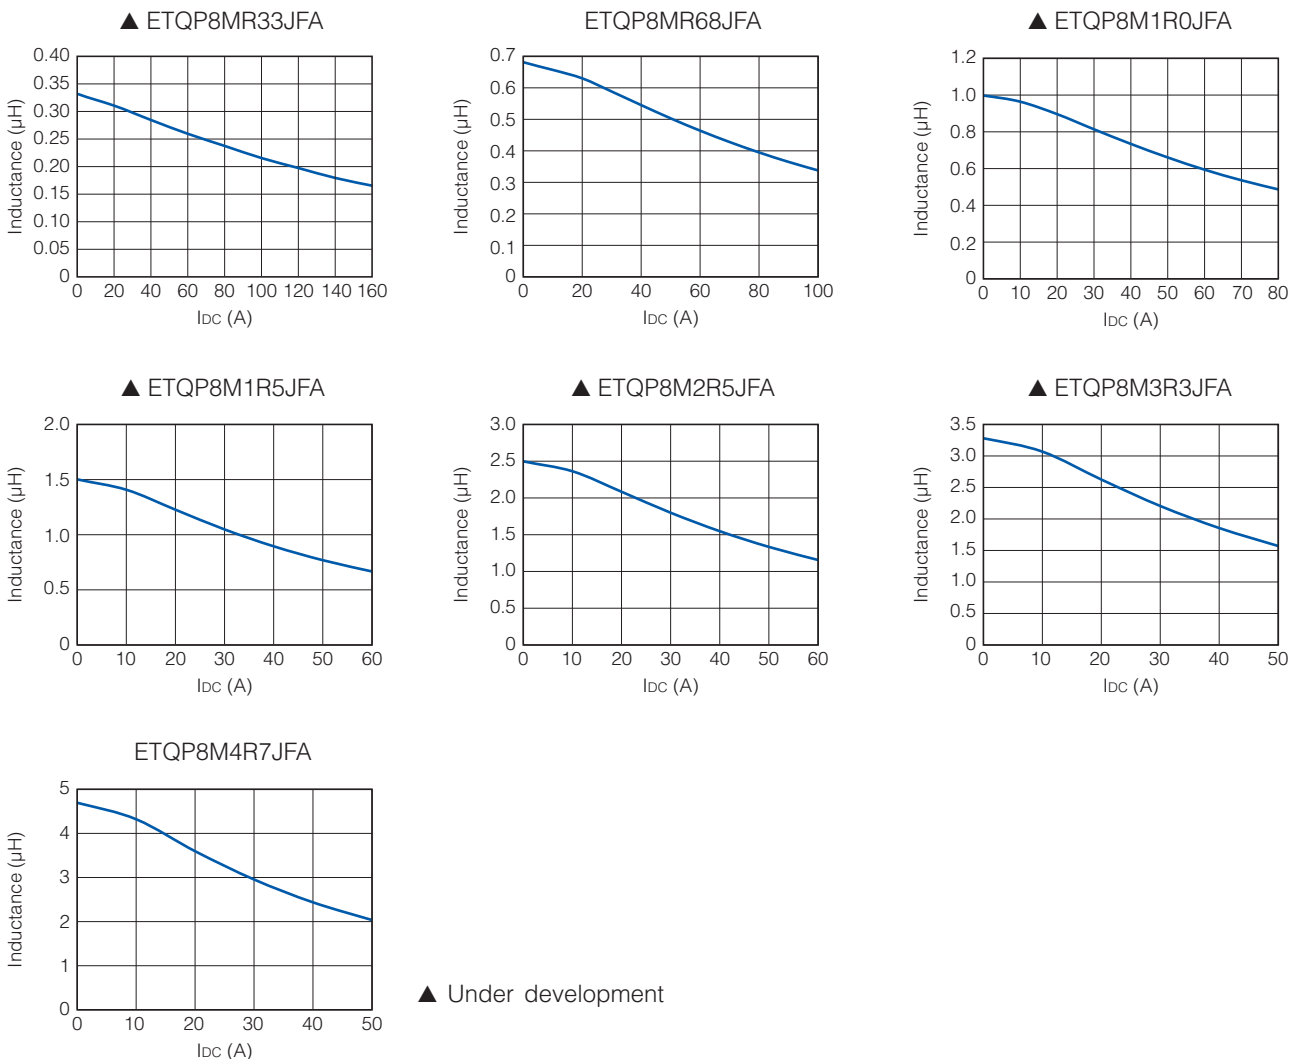 ▲ ETQP8MR33JFA
Inductance (µH)
0.40
0.35
0.30
0.25
0.20
0.15
0.10
0.05
0
0 20 40 60 80 100 120 140 160
IDC (A)
ETQP8MR68JFA
Inductance (µH)
0.7
0.6
0.5
0.4
0.3
0.2
0.1
0
0 20 40 60 80 100
IDC (A)
▲ ETQP8M1R0JFA
Inductance (µH)
1.2
1.0
0.8
0.6
0.4
0.2
0
0 10 20 30 40 50 60 70 80
IDC (A)
▲ ETQP8M1R5JFA
Inductance (µH)
2.0
1.5
1.0
0.5
0
0 10 20 30 40 50 60
IDC (A)
▲ ETQP8M2R5JFA
Inductance (µH)
3.0
2.5
2.0
1.5
1.0
0.5
0
0 10 20 30 40 50 60
IDC (A)
▲ ETQP8M3R3JFA
Inductance (µH)
3.5
3.0
2.5
2.0
1.5
1.0
0.5
0
0 10 20 30 40 50
IDC (A)
ETQP8M4R7JFA
Inductance (µH)
5
4
3
2
1
0
0 10 20 30 40 50
IDC (A)
▲ Under development